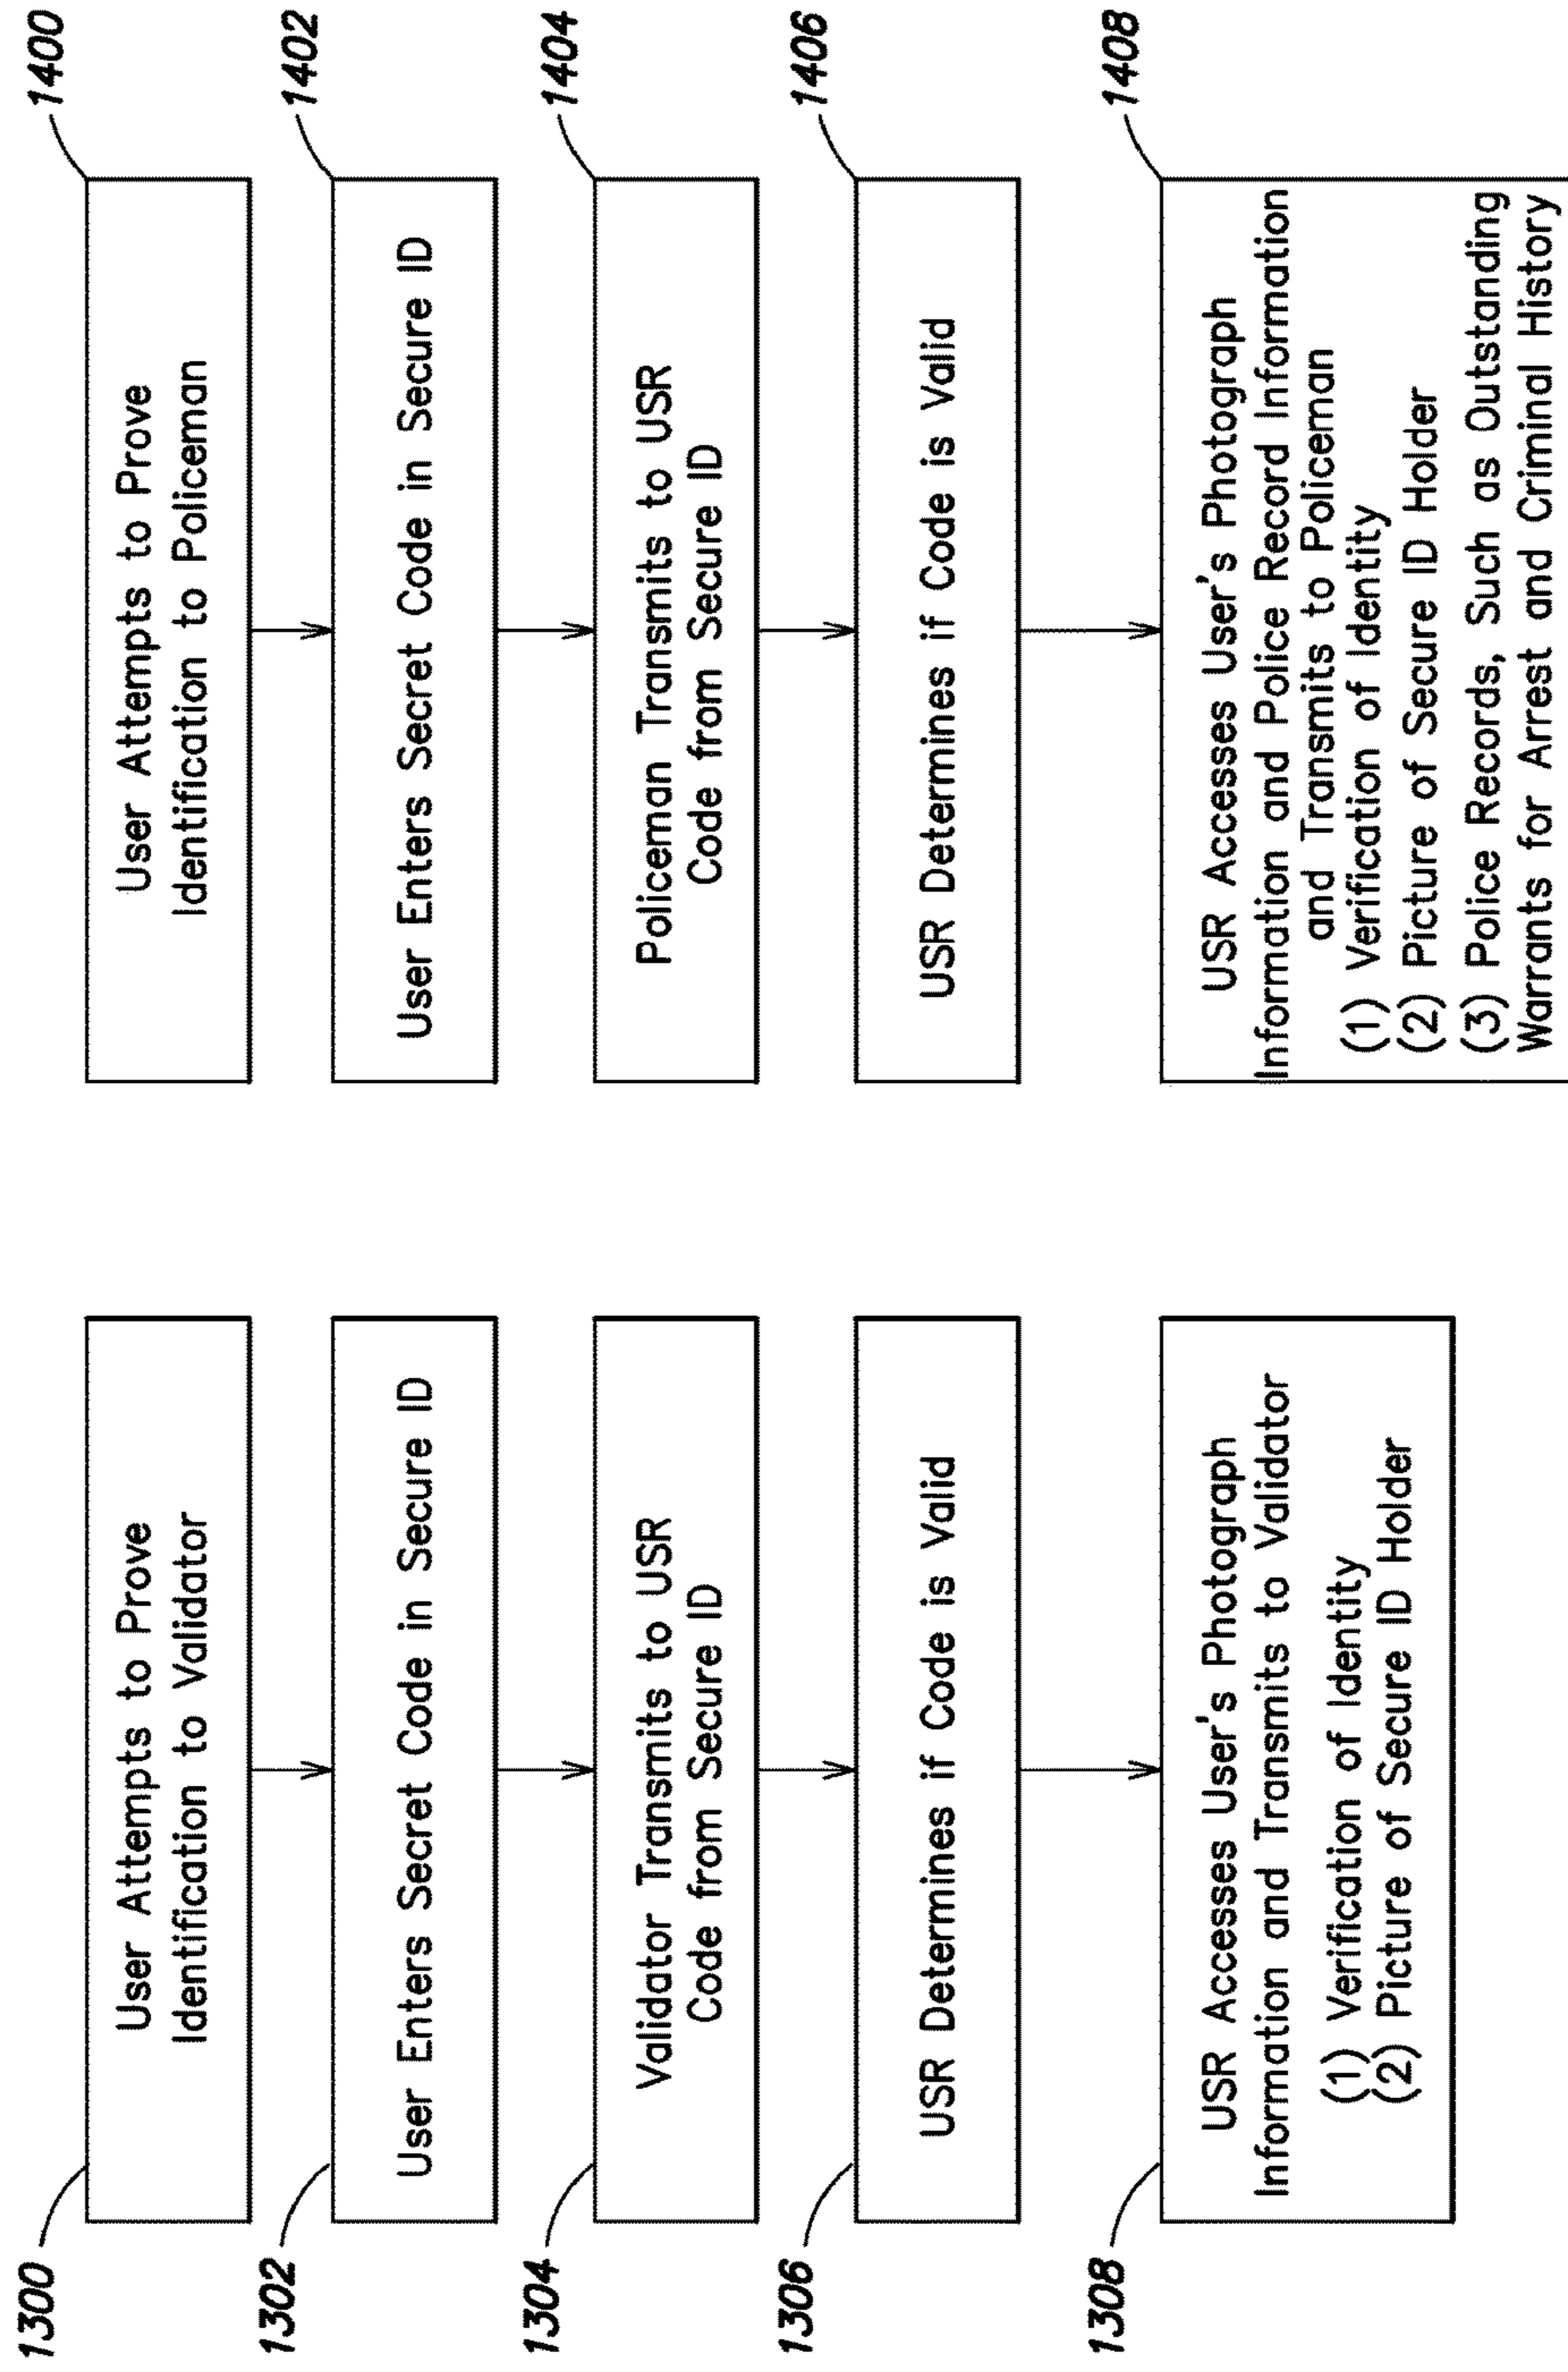 1300
User Attempts to Prove
Identification to Validator
1302
User Enters Secret Code in Secure ID
1304
Validator Transmits to USR
Code from Secure ID
1306
USR Determines if Code is Valid
1308
USR Accesses User's Photograph
Information and Transmits to Validator
(1) Verification of Identity
(2) Picture of Secure ID Holder
1400
User Attempts to Prove
Identification to Policeman
1402
User Enters Secret Code in Secure ID
1404
Policeman Transmits to USR
Code from Secure ID
1406
USR Determines if Code is Valid
1408
USR Accesses User's Photograph
Information and Police Record Information
and Transmits to Policeman
(1) Verification of Identity
(2) Picture of Secure ID Holder
(3) Police Records, Such as Outstanding
Warrants for Arrest and Criminal History